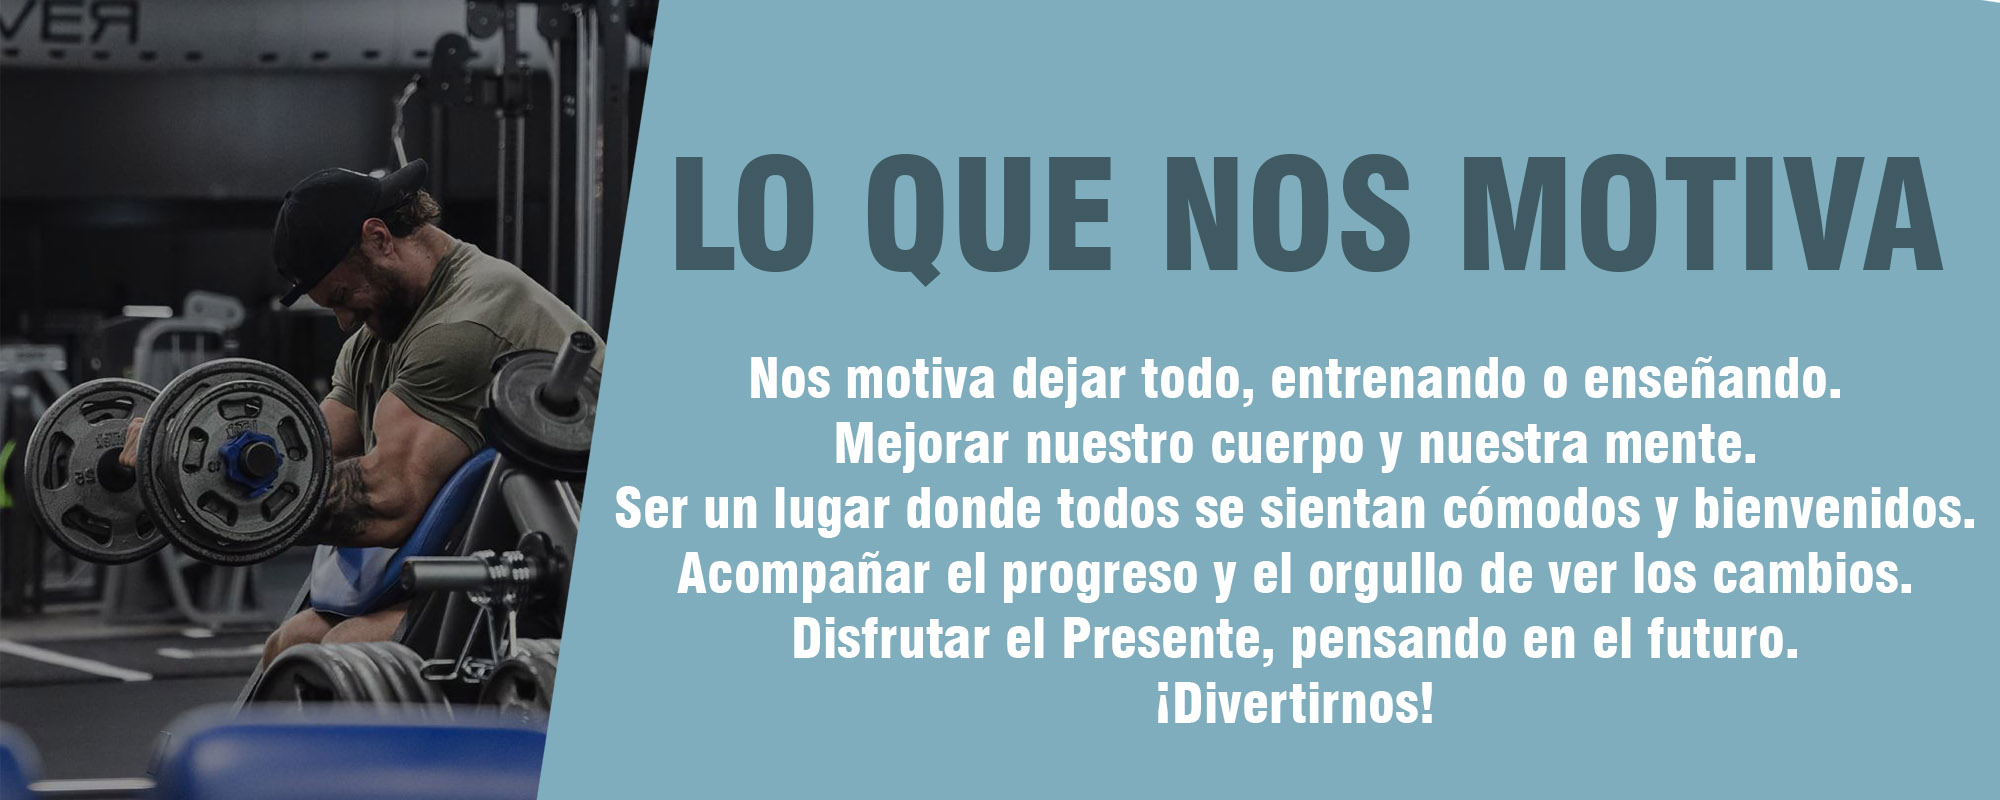 LO QUE NOS MOTIVA
Nos motiva dejar todo, entrenando o enseñando.
Mejorar nuestro cuerpo y nuestra mente.
Ser un lugar donde todos se sientan cómodos y bienvenidos.
Acompañar el progreso y el orgullo de ver los cambios.
Disfrutar el Presente, pensando en el futuro.
¡Divertirnos!